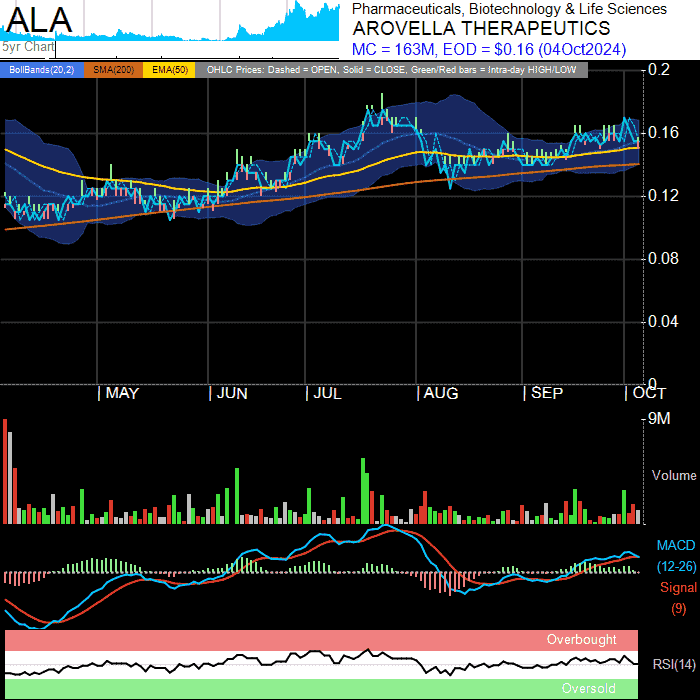 ALA
5yr Chart
Pharmaceuticals, Biotechnology & Life Sciences
AROVELLA THERAPEUTICS
MC = 163M, EOD = $0.16 (04Oct2024)
BollBands(20,2) SMA(200) EMA(50) OHLC Prices: Dashed = OPEN, Solid = CLOSE, Green/Red bars = Intra-day HIGH/LOW
0.2
0.16
0.12
0.08
0.04
0
MAY JUN JUL AUG SEP OCT
9M
Volume
MACD
(12-26)
Signal
(9)
Overbought
RSI(14)
Oversold